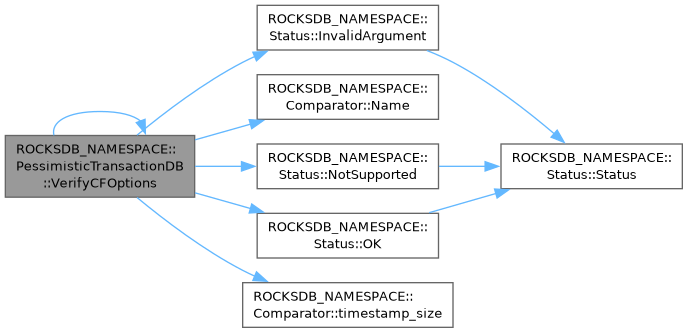 ROCKSDB_NAMESPACE::
PessimisticTransactionDB
::VerifyCFOptions
ROCKSDB_NAMESPACE::
Status::InvalidArgument
ROCKSDB_NAMESPACE::
Comparator::Name
ROCKSDB_NAMESPACE::
Status::NotSupported
ROCKSDB_NAMESPACE::
Status::OK
ROCKSDB_NAMESPACE::
Comparator::timestamp_size
ROCKSDB_NAMESPACE::
Status::Status